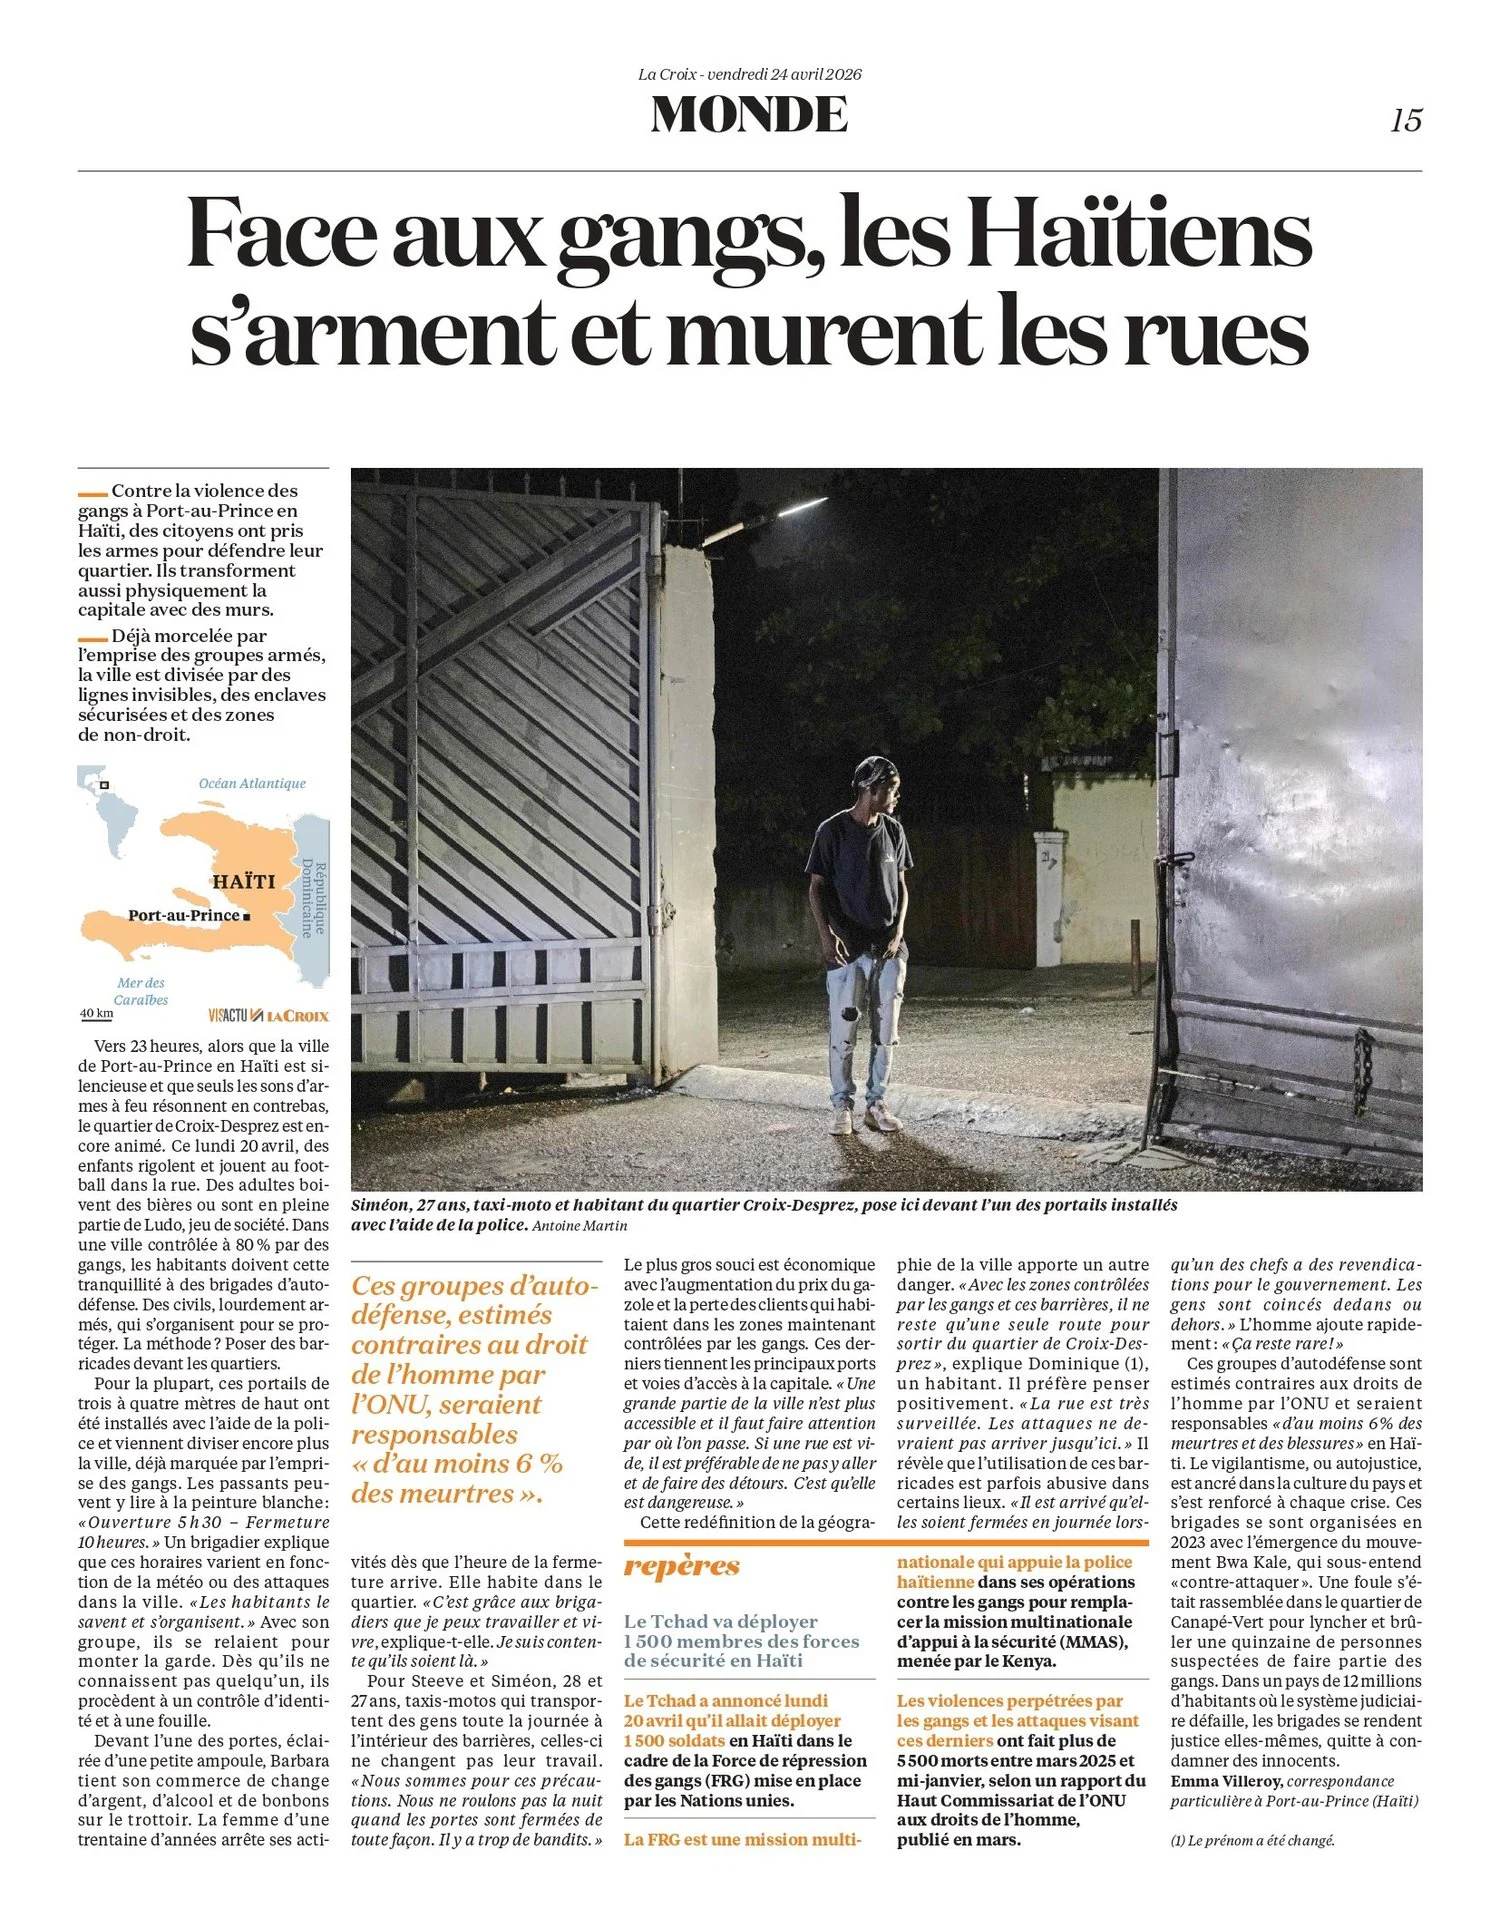 La Croix - vendredi 24 avril 2026
MONDE
15
Face aux gangs, les Haïtiens
s’arment et murent les rues
Contre la violence des
gangs à Port-au-Prince en
Haïti, des citoyens ont pris
les armes pour défendre leur
quartier. Ils transforment
aussi physiquement la
capitale avec des murs.
Déjà morcelée par
l’emprise des groupes armés,
la ville est divisée par des
lignes invisibles, des enclaves
sécurisées et des zones
de non-droit.
Océan Atlantique
HAÏTI
République
Dominicaine
Port-au-Prince
Mer des
Caraïbes
40 km
VISACTU LA CROIX
Vers 23 heures, alors que la ville
de Port-au-Prince en Haïti est si-
lencieuse et que seuls les sons d’ar-
mes à feu résonnent en contrebas,
le quartier de Croix-Desprez est en-
core animé. Ce lundi 20 avril, des
enfants rigolent et jouent au foot-
ball dans la rue. Des adultes boi-
vent des bières ou sont en pleine
partie de Ludo, jeu de société. Dans
une ville contrôlée à 80 % par des
gangs, les habitants doivent cette
tranquillité à des brigades d’auto-
défense. Des civils, lourdement ar-
més, qui s’organisent pour se pro-
téger. La méthode ? Poser des bar-
ricades devant les quartiers.
Pour la plupart, ces portails de
trois à quatre mètres de haut ont
été installés avec l’aide de la poli-
ce et viennent diviser encore plus
la ville, déjà marquée par l’empri-
se des gangs. Les passants peu-
vent y lire à la peinture blanche :
« Ouverture 5 h 30 – Fermeture
10 heures. » Un brigadier explique
que ces horaires varient en fonc-
tion de la météo ou des attaques
dans la ville. « Les habitants le
savent et s’organisent. » Avec son
groupe, ils se relaient pour
monter la garde. Dès qu’ils ne
connaissent pas quelqu’un, ils
procèdent à un contrôle d’identi-
té et à une fouille.
Devant l’une des portes, éclai-
rée d’une petite ampoule, Barbara
tient son commerce de change
d’argent, d’alcool et de bonbons
sur le trottoir. La femme d’une
trentaine d’années arrête ses acti-
21
Siméon, 27 ans, taxi-moto et habitant du quartier Croix-Desprez, pose ici devant l’un des portails installés
avec l’aide de la police. Antoine Martin
Ces groupes d’auto-
défense, estimés
contraires au droit
de l’homme par
l’ONU, seraient
responsables
« d’au moins 6 %
des meurtres ».
vités dès que l’heure de la ferme-
ture arrive. Elle habite dans le
quartier. « C’est grâce aux briga-
diers que je peux travailler et vi-
vre, explique-t-elle. Je suis conten-
te qu’ils soient là. »
Pour Steeve et Siméon, 28 et
27 ans, taxis-motos qui transpor-
tent des gens toute la journée à
l’intérieur des barrières, celles-ci
ne changent pas leur travail.
« Nous sommes pour ces précau-
tions. Nous ne roulons pas la nuit
quand les portes sont fermées de
toute façon. Il y a trop de bandits. »
Le plus gros souci est économique
avec l’augmentation du prix du ga-
zole et la perte des clients qui habi-
taient dans les zones maintenant
contrôlées par les gangs. Ces der-
niers tiennent les principaux ports
et voies d’accès à la capitale. « Une
grande partie de la ville n’est plus
accessible et il faut faire attention
par où l’on passe. Si une rue est vi-
de, il est préférable de ne pas y aller
et de faire des détours. C’est qu’elle
est dangereuse. »
Cette redéfinition de la géogra-
phie de la ville apporte un autre
danger. « Avec les zones contrôlées
par les gangs et ces barrières, il ne
reste qu’une seule route pour
sortir du quartier de Croix-Des-
prez », explique Dominique (1),
un habitant. Il préfère penser
positivement. « La rue est très
surveillée. Les attaques ne de-
vraient pas arriver jusqu’ici. » Il
révèle que l’utilisation de ces bar-
ricades est parfois abusive dans
certains lieux. « Il est arrivé qu’el-
les soient fermées en journée lors-
qu’un des chefs a des revendica-
tions pour le gouvernement. Les
gens sont coincés dedans ou
dehors. » L’homme ajoute rapide-
ment : « Ça reste rare ! »
Ces groupes d’autodéfense sont
estimés contraires aux droits de
l’homme par l’ONU et seraient
responsables « d’au moins 6 % des
meurtres et des blessures » en Haï-
ti. Le vigilantisme, ou autojustice,
est ancré dans la culture du pays et
s’est renforcé à chaque crise. Ces
brigades se sont organisées en
2023 avec l’émergence du mouve-
ment Bwa Kale, qui sous-entend
« contre-attaquer ». Une foule s’é-
tait rassemblée dans le quartier de
Canapé-Vert pour lyncher et brû-
ler une quinzaine de personnes
suspectées de faire partie des
gangs. Dans un pays de 12 millions
d’habitants où le système judiciai-
re défaille, les brigades se rendent
justice elles-mêmes, quitte à con-
damner des innocents.
Emma Villeroy, correspondance
particulière à Port-au-Prince (Haïti)
(1) Le prénom a été changé.
repères
Le Tchad va déployer
1 500 membres des forces
de sécurité en Haïti
Le Tchad a annoncé lundi
20 avril qu’il allait déployer
1 500 soldats en Haïti dans le
cadre de la Force de répression
des gangs (FRG) mise en place
par les Nations unies.
La FRG est une mission multi-
nationale qui appuie la police
haïtienne dans ses opérations
contre les gangs pour rempla-
cer la mission multinationale
d’appui à la sécurité (MMAS),
menée par le Kenya.
Les violences perpétrées par
les gangs et les attaques visant
ces derniers ont fait plus de
5 500 morts entre mars 2025 et
mi-janvier, selon un rapport du
Haut Commissariat de l’ONU
aux droits de l’homme,
publié en mars.